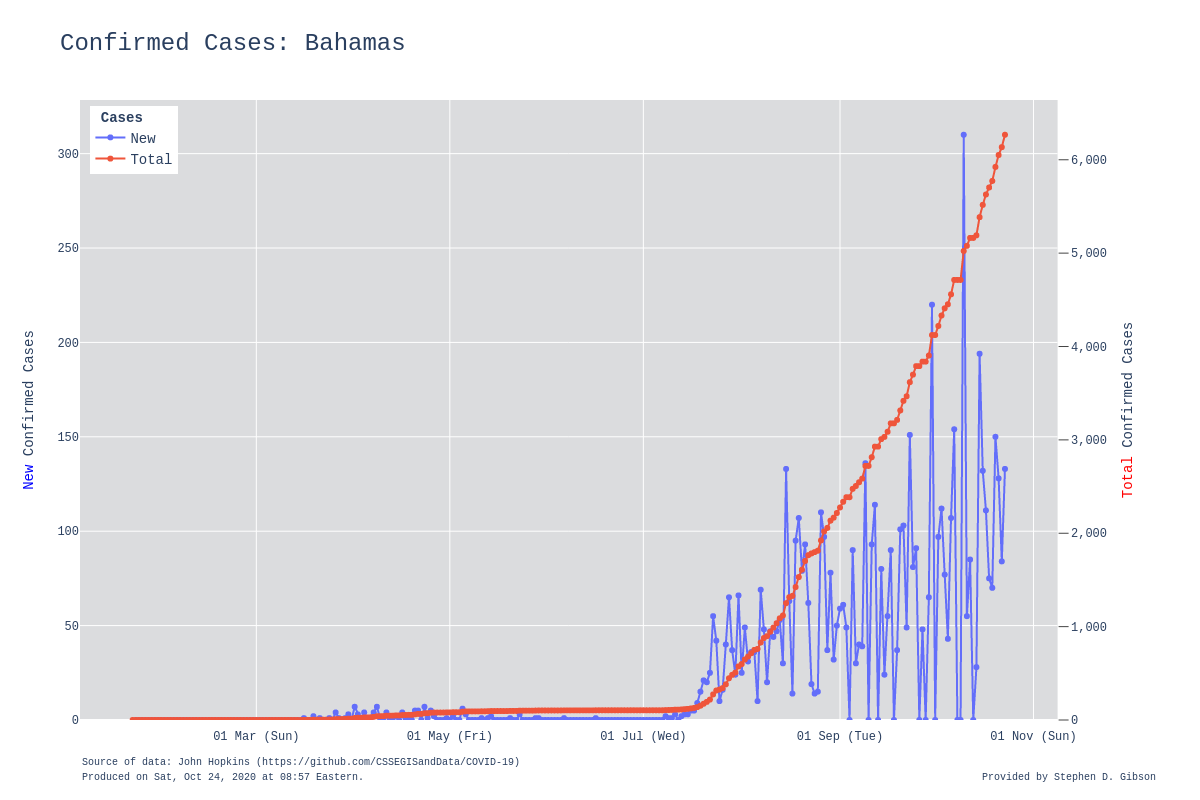 Confirmed Cases: Bahamas
Cases
New
Total
300
250
200
150
100
50
0
6,000
5,000
4,000
3,000
2,000
1,000
0
New Confirmed Cases
Total Confirmed Cases
01 Mar (Sun)
01 May (Fri)
01 Jul (Wed)
01 Sep (Tue)
01 Nov (Sun)
Source of data: John Hopkins (https://github.com/CSSEGISandData/COVID-19)
Produced on Sat, Oct 24, 2020 at 08:57 Eastern.
Provided by Stephen D. Gibson